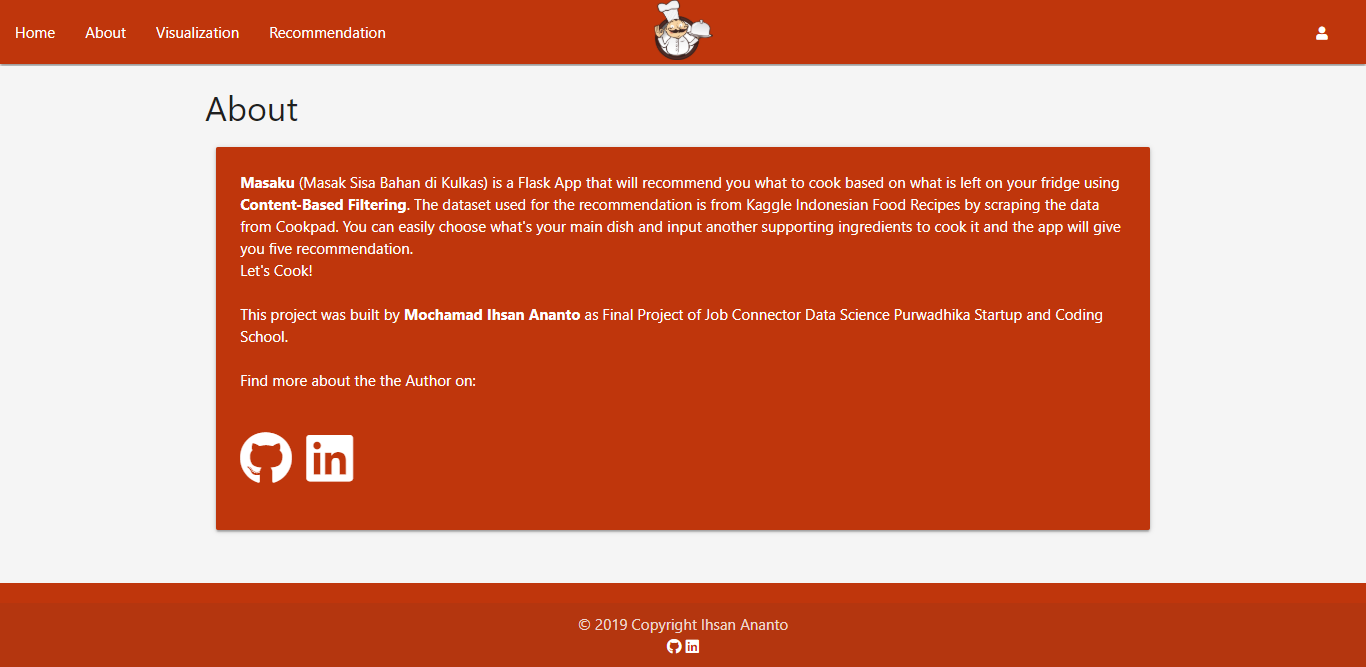 Home About Visualization Recommendation
About
Masaku (Masak Sisa Bahan di Kulkas) is a Flask App that will recommend you what to cook based on what is left on your fridge using
Content-Based Filtering. The dataset used for the recommendation is from Kaggle Indonesian Food Recipes by scraping the data
from Cookpad. You can easily choose what's your main dish and input another supporting ingredients to cook it and the app will give
you five recommendation.
Let's Cook!
This project was built by Mochamad Ihsan Ananto as Final Project of Job Connector Data Science Purwadhika Startup and Coding
School.
Find more about the the Author on:
in
© 2019 Copyright Ihsan Ananto
in